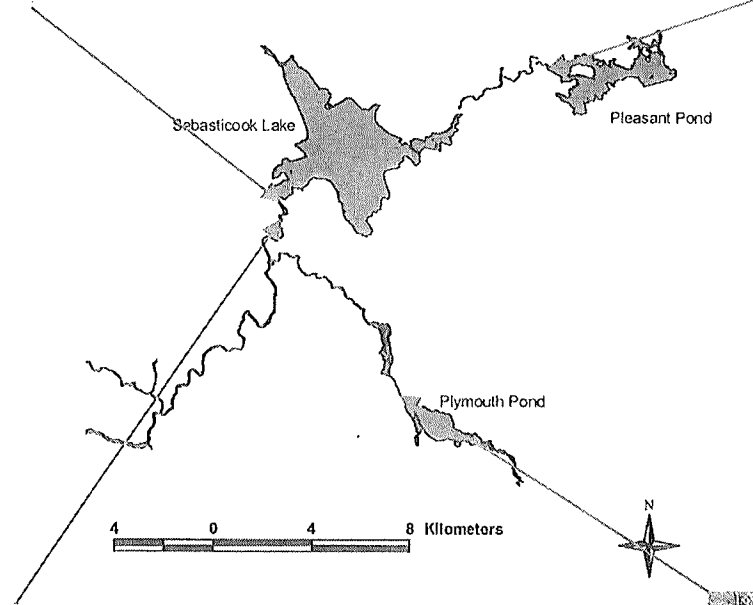 Sebasticook Lake
Pleasant Pond
Plymouth Pond
4 0 4 8 Kilometers
N